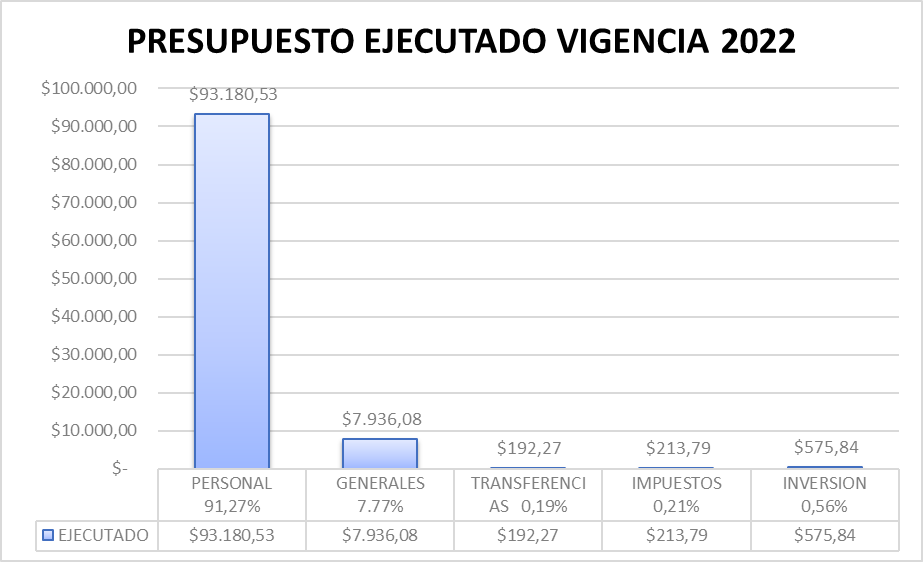 PRESUPUESTO EJECUTADO VIGENCIA 2022
$100.000,00
$90.000,00
$80.000,00
$70.000,00
$60.000,00
$50.000,00
$40.000,00
$30.000,00
$20.000,00
$10.000,00
$-
$93.180,53
$7.936,08
$192,27
$213,79
$575,84
PERSONAL
91,27%
GENERALES
7.77%
TRANSFERENCI
AS 0,19%
IMPUESTOS
0,21%
INVERSION
0,56%
EJECUTADO $93.180,53 $7.936,08 $192,27 $213,79 $575,84